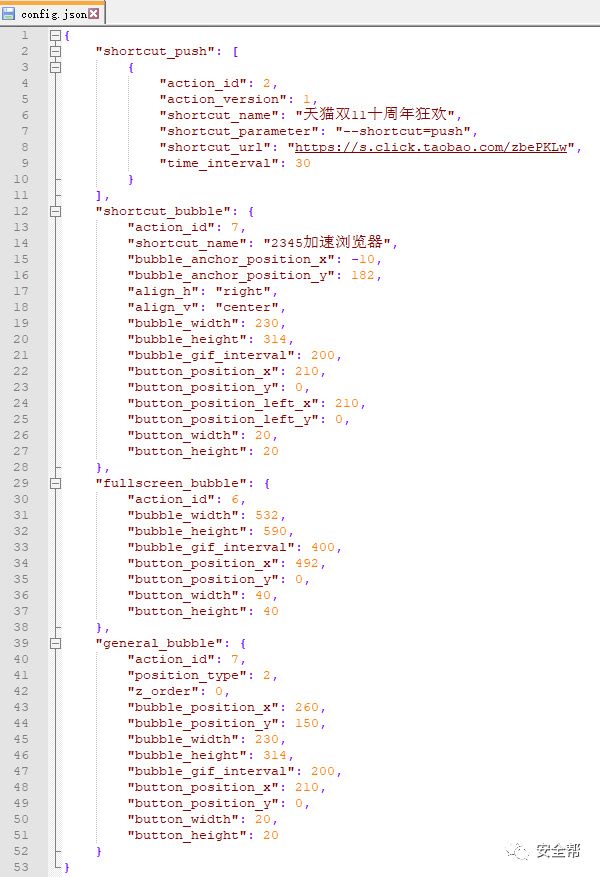 config.json
1 {
2 "shortcut_push": [
3 {
4 "action_id": 2,
5 "action_version": 1,
6 "shortcut_name": "天猫双11十周年狂欢",
7 "shortcut_parameter": "--shortcut=push",
8 "shortcut_url": "https://s.click.taobao.com/zbePKLw",
9 "time_interval": 30
10 }
11 ],
12 "shortcut_bubble": {
13 "action_id": 7,
14 "shortcut_name": "2345加速浏览器",
15 "bubble_anchor_position_x": -10,
16 "bubble_anchor_position_y": 182,
17 "align_h": "right",
18 "align_v": "center",
19 "bubble_width": 230,
20 "bubble_height": 314,
21 "bubble_gif_interval": 200,
22 "button_position_x": 210,
23 "button_position_y": 0,
24 "button_position_left_x": 210,
25 "button_position_left_y": 0,
26 "button_width": 20,
27 "button_height": 20
28 },
29 "fullscreen_bubble": {
30 "action_id": 6,
31 "bubble_width": 532,
32 "bubble_height": 590,
33 "bubble_gif_interval": 400,
34 "button_position_x": 492,
35 "button_position_y": 0,
36 "button_width": 40,
37 "button_height": 40
38 },
39 "general_bubble": {
40 "action_id": 7,
41 "position_type": 2,
42 "z_order": 0,
43 "bubble_position_x": 260,
44 "bubble_position_y": 150,
45 "bubble_width": 230,
46 "bubble_height": 314,
47 "bubble_gif_interval": 200,
48 "button_position_x": 210,
49 "button_position_y": 0,
50 "button_width": 20,
51 "button_height": 20
52 }
53 }
安全帮